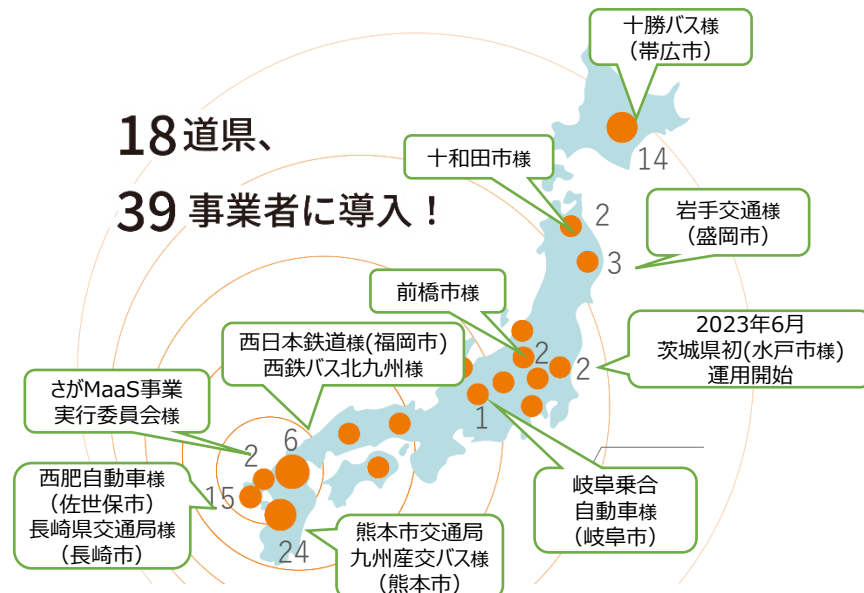 十勝バス様
（帯広市）
18道県、
39 事業者に導入！
14
十和田市様
2
岩手交通様
（盛岡市）
3
前橋市様
2
2023年6月
茨城県初(水戸市様)
運用開始
2
西日本鉄道様(福岡市)
西鉄バス北九州様
さがMaaS事業
実行委員会様
1
6
2
西肥自動車様
（佐世保市）
長崎県交通局様
（長崎市）
15
岐阜乗合
自動車様
（岐阜市）
24
熊本市交通局
九州産交バス様
（熊本市）